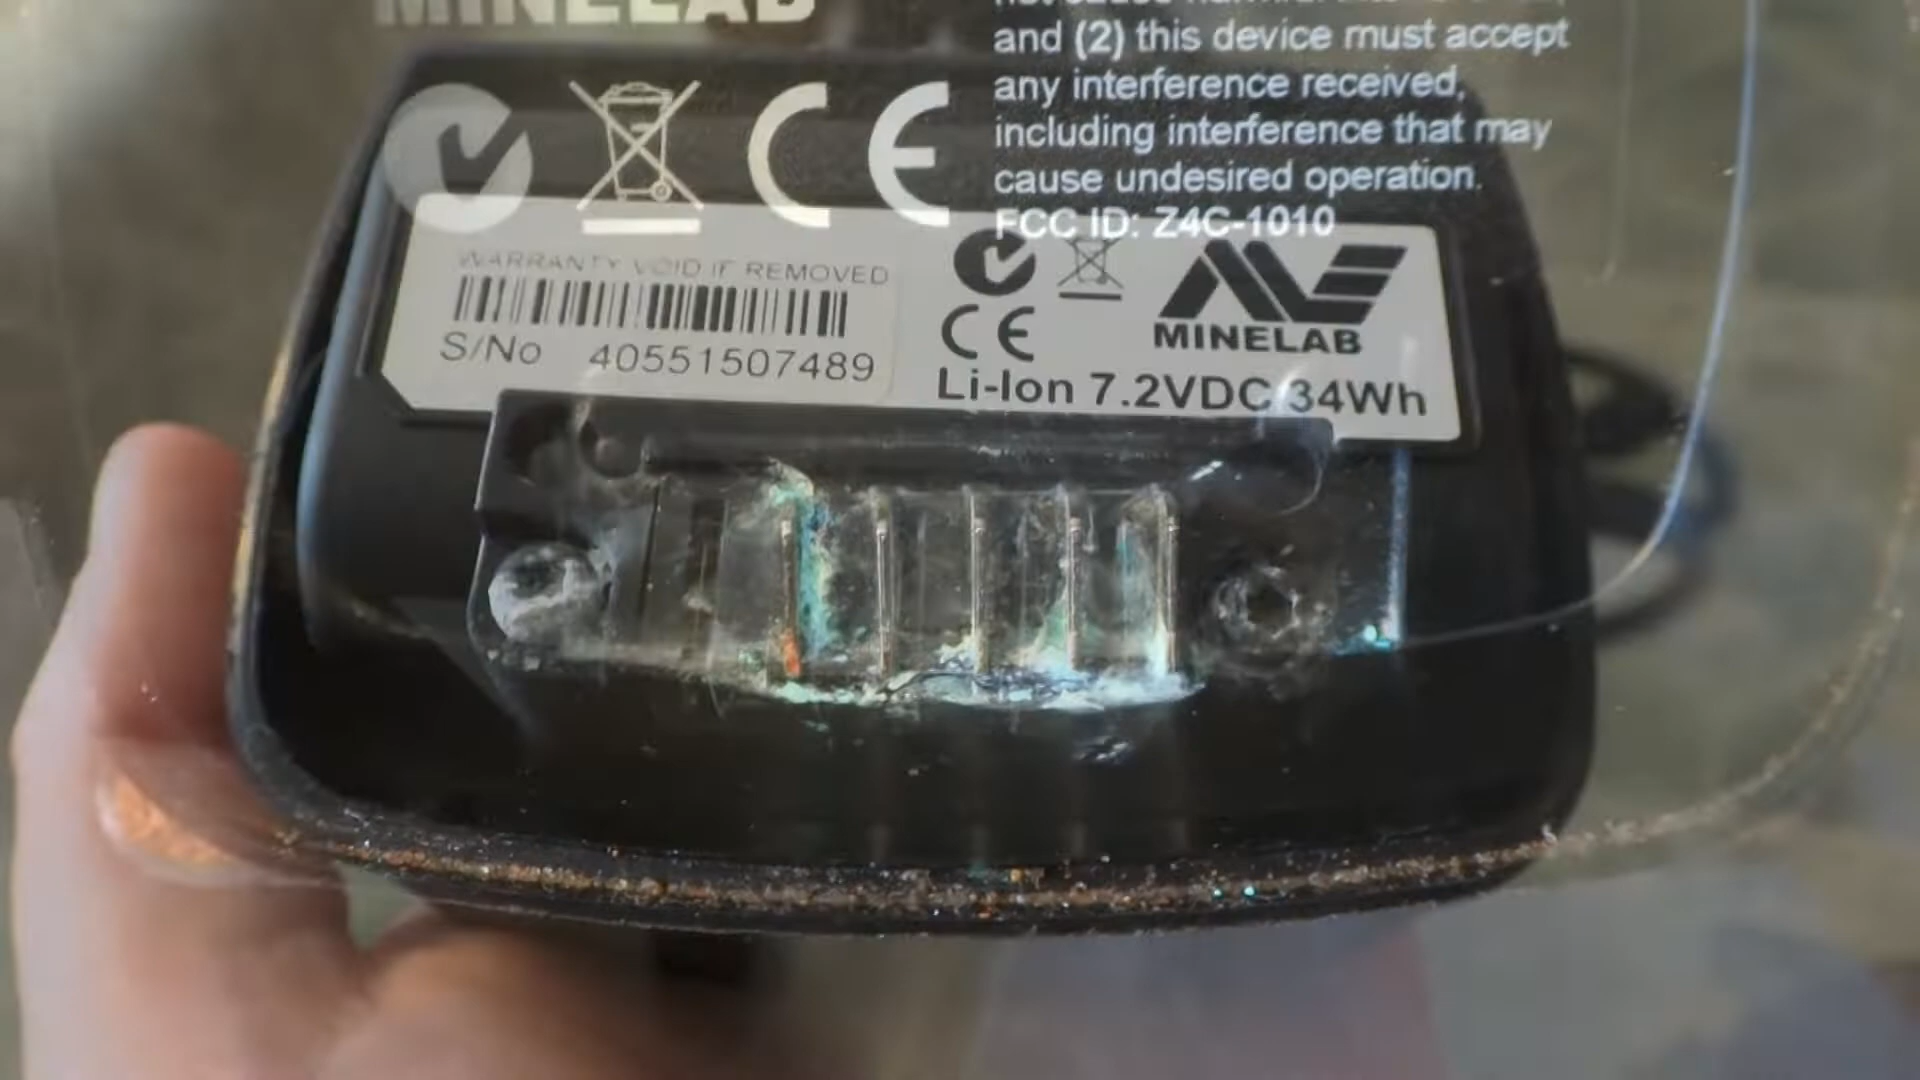 MINELAB
and (2) this device must accept
any interference received,
including interference that may
cause undesired operation.
FCC ID: Z4C-1010
CE
WARRANTY VOID IF REMOVED
S/No 40551507489
CE
MINELAB
Li-Ion 7.2VDC 34Wh